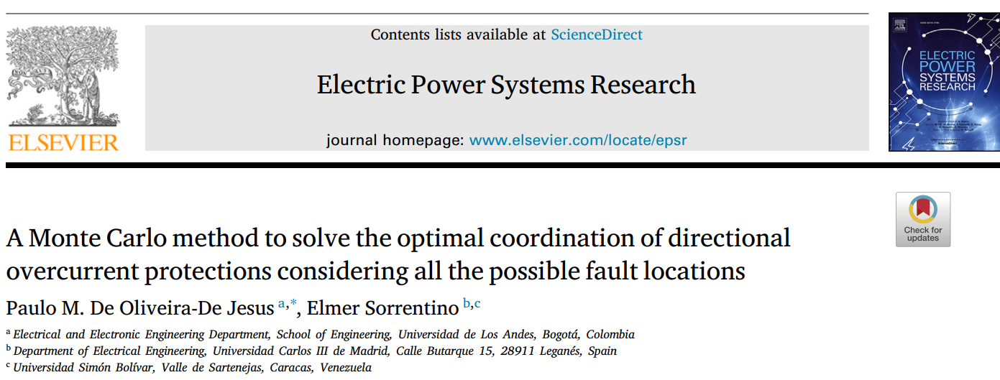 Contents lists available at ScienceDirect
Electric Power Systems Research
journal homepage: www.elsevier.com/locate/epsr
ELSEVIER
ELECTRIC
POWER
SYSTEMS
RESEARCH
Check for
updates
A Monte Carlo method to solve the optimal coordination of directional
overcurrent protections considering all the possible fault locations
Paulo M. De Oliveira-De Jesus a,*, Elmer Sorrentino b,c
a Electrical and Electronic Engineering Department, School of Engineering, Universidad de Los Andes, Bogotá, Colombia
b Department of Electrical Engineering, Universidad Carlos III de Madrid, Calle Butarque 15, 28911 Leganés, Spain
c Universidad Simón Bolívar, Valle de Sartenejas, Caracas, Venezuela